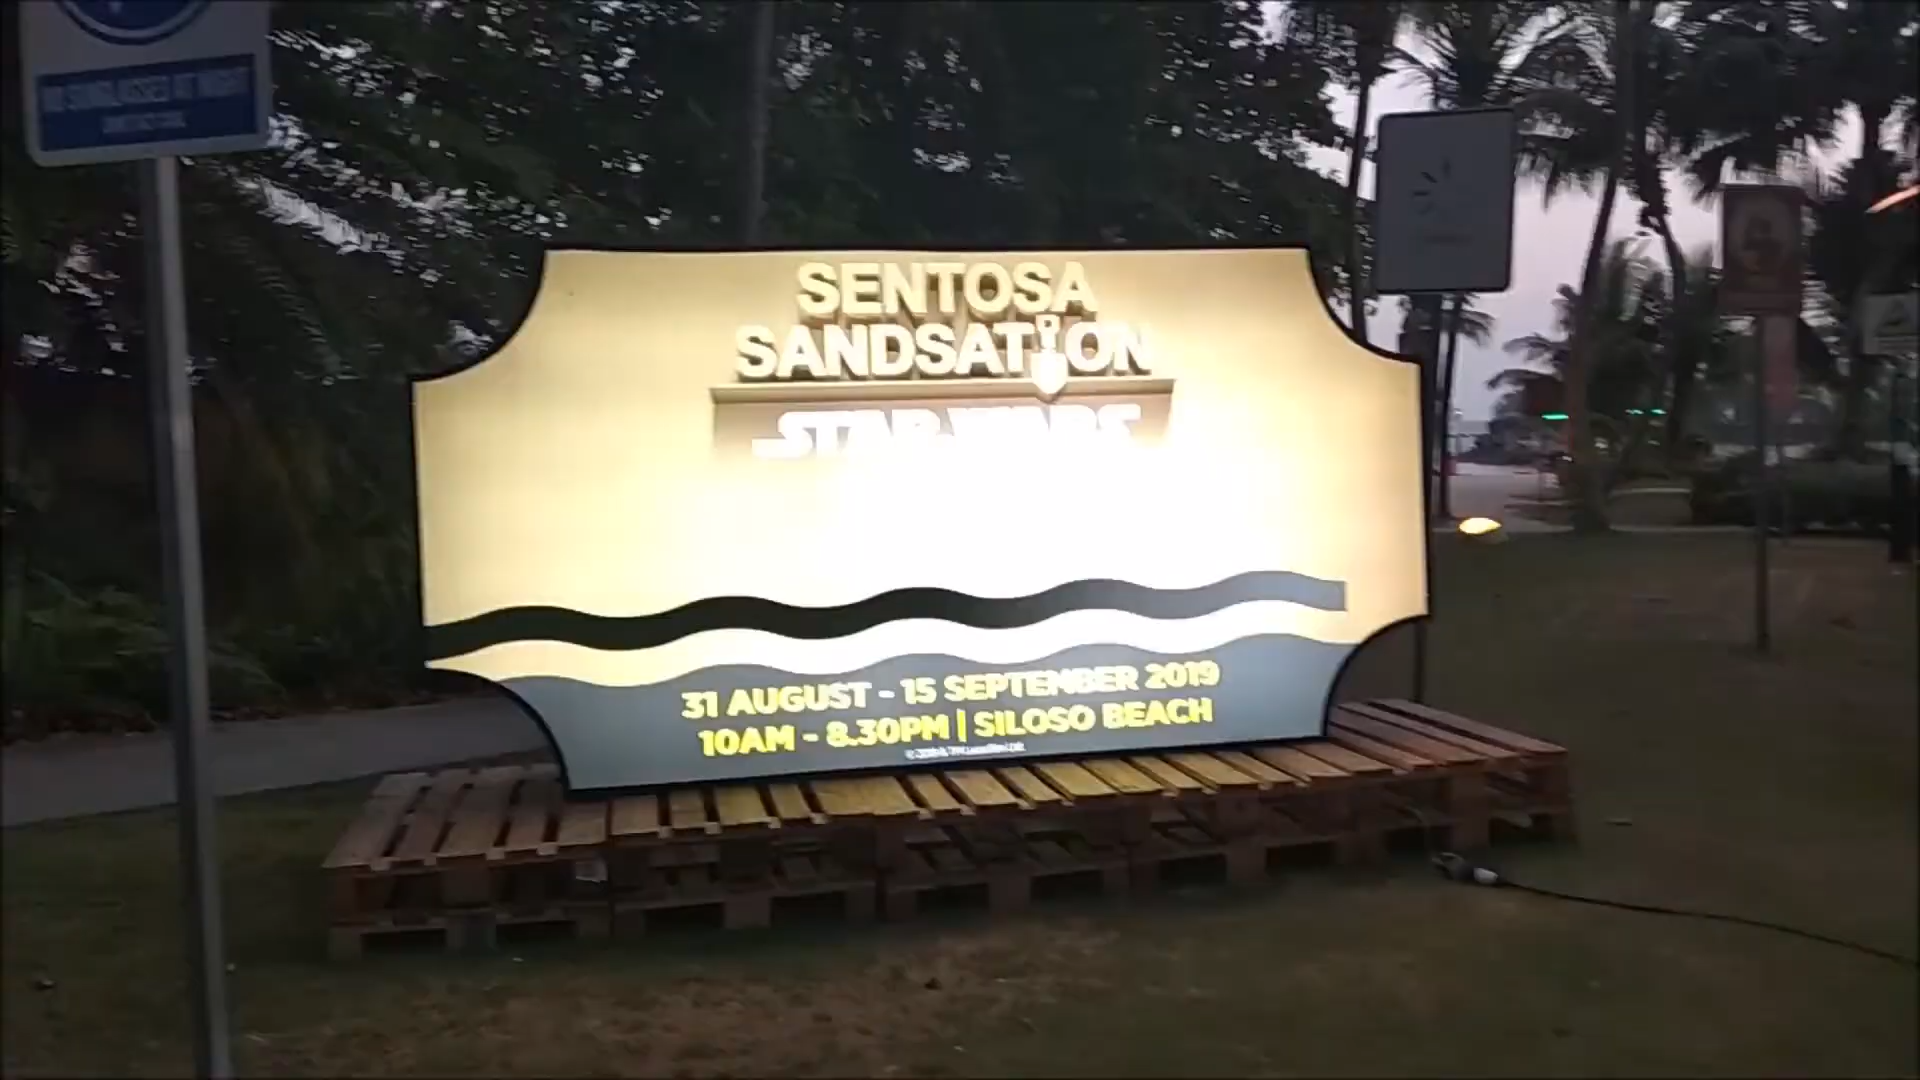 SENTOSA
SANDSATION
STAR WARS
31 AUGUST - 15 SEPTEMBER 2019
10AM - 8.30PM | SILOSO BEACH